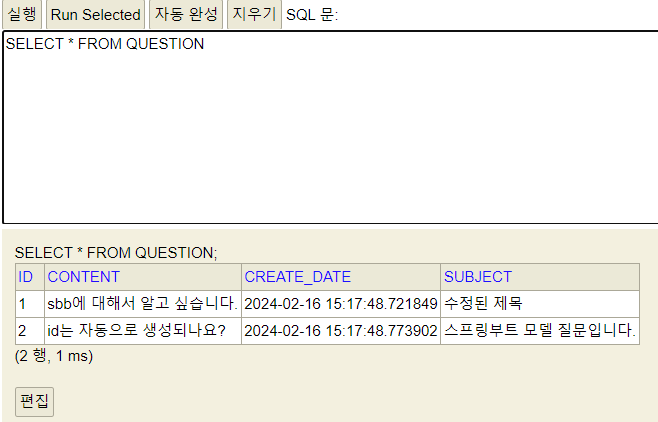 실행 Run Selected 자동 완성 지우기 SQL 문:
SELECT * FROM QUESTION
SELECT * FROM QUESTION;
ID CONTENT CREATE_DATE SUBJECT
1 sbb에 대해서 알고 싶습니다. 2024-02-16 15:17:48.721849 수정된 제목
2 id는 자동으로 생성되나요? 2024-02-16 15:17:48.773902 스프링부트 모델 질문입니다.
(2 행, 1 ms)
편집